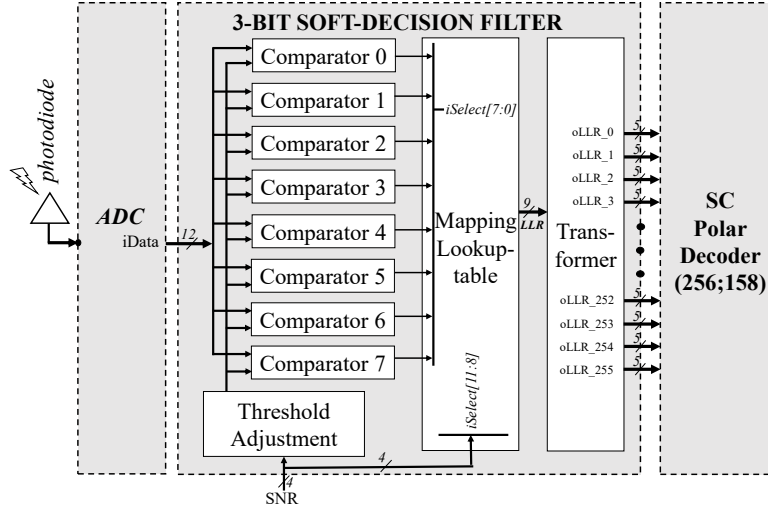 3-BIT SOFT-DECISION FILTER
photodiode
ADC
iData
12
Comparator 0
Comparator 1
Comparator 2
Comparator 3
Comparator 4
Comparator 5
Comparator 6
Comparator 7
Threshold
Adjustment
4
SNR
4
iSelect[7:0]
Mapping
Lookup-
table
iSelect[11:8]
9
LLR
Trans-
former
oLLR_0
5
oLLR_1
5
oLLR_2
5
oLLR_3
5
oLLR_252
5
oLLR_253
5
oLLR_254
5
oLLR_255
5
SC
Polar
Decoder
(256;158)